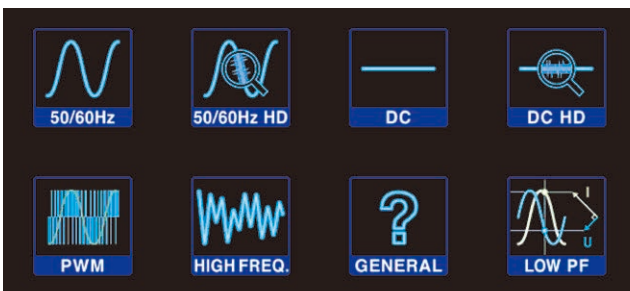 50/60Hz
50/60Hz HD
DC
DC HD
PWM
HIGH FREQ.
?
GENERAL
I
U
LOW PF